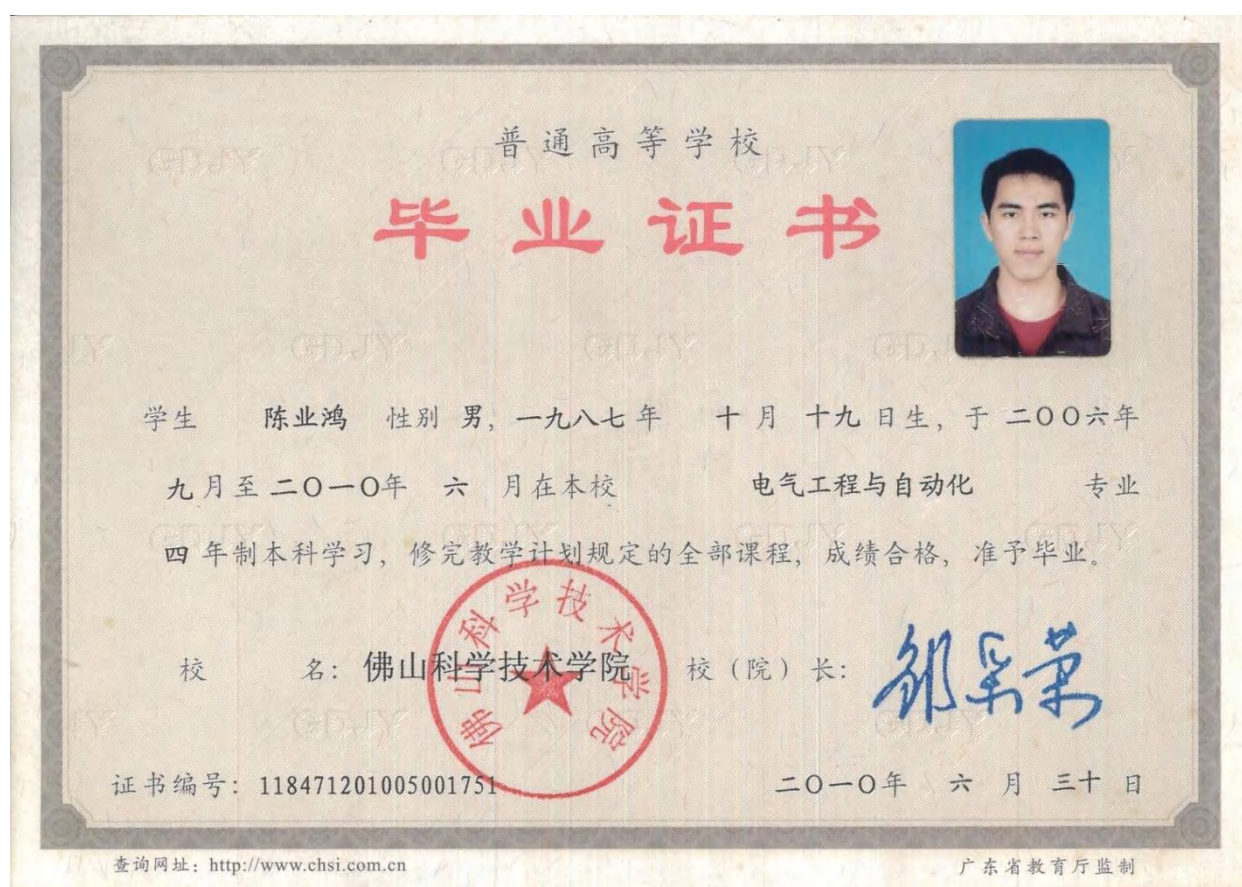 普通高等学校
毕业证书
学生 陈业鸿 性别 男, 一九八七年 十月 十九 日生, 于 二〇〇六年
九月至 二〇一〇年 六 月在本校 电气工程与自动化 专业
四 年制本科学习, 修完教学计划规定的全部课程, 成绩合格, 准予毕业。
佛山科学技术学院
校 名: 佛山科学技术学院 校(院)长:
证书编号: 118471201005001751 二〇一〇年 六 月 三十 日
查询网址: http://www.chsi.com.cn 广东省教育厅监制